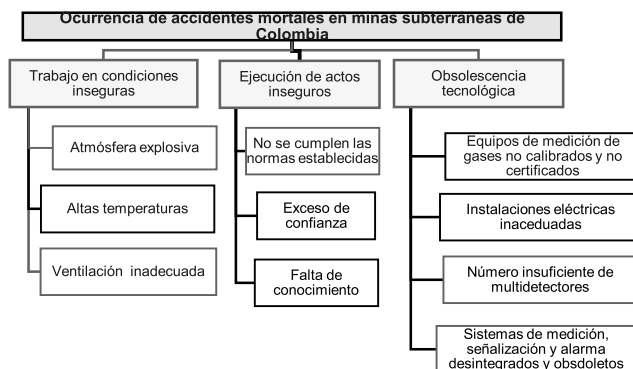 Ocurrencia de accidentes mortales en minas subterráneas de
Colombia
Trabajo en condiciones
inseguras
Atmósfera explosiva
Altas temperaturas
Ventilación inadecuada
Ejecución de actos
inseguros
No se cumplen las
normas establecidas
Exceso de
confianza
Falta de
conocimiento
Obsolescencia
tecnológica
Equipos de medición de
gases no calibrados y no
certificados
Instalaciones eléctricas
inaceduadas
Número insuficiente de
multidetectores
Sistemas de medición,
señalización y alarma
desintegrados y obsdoletos